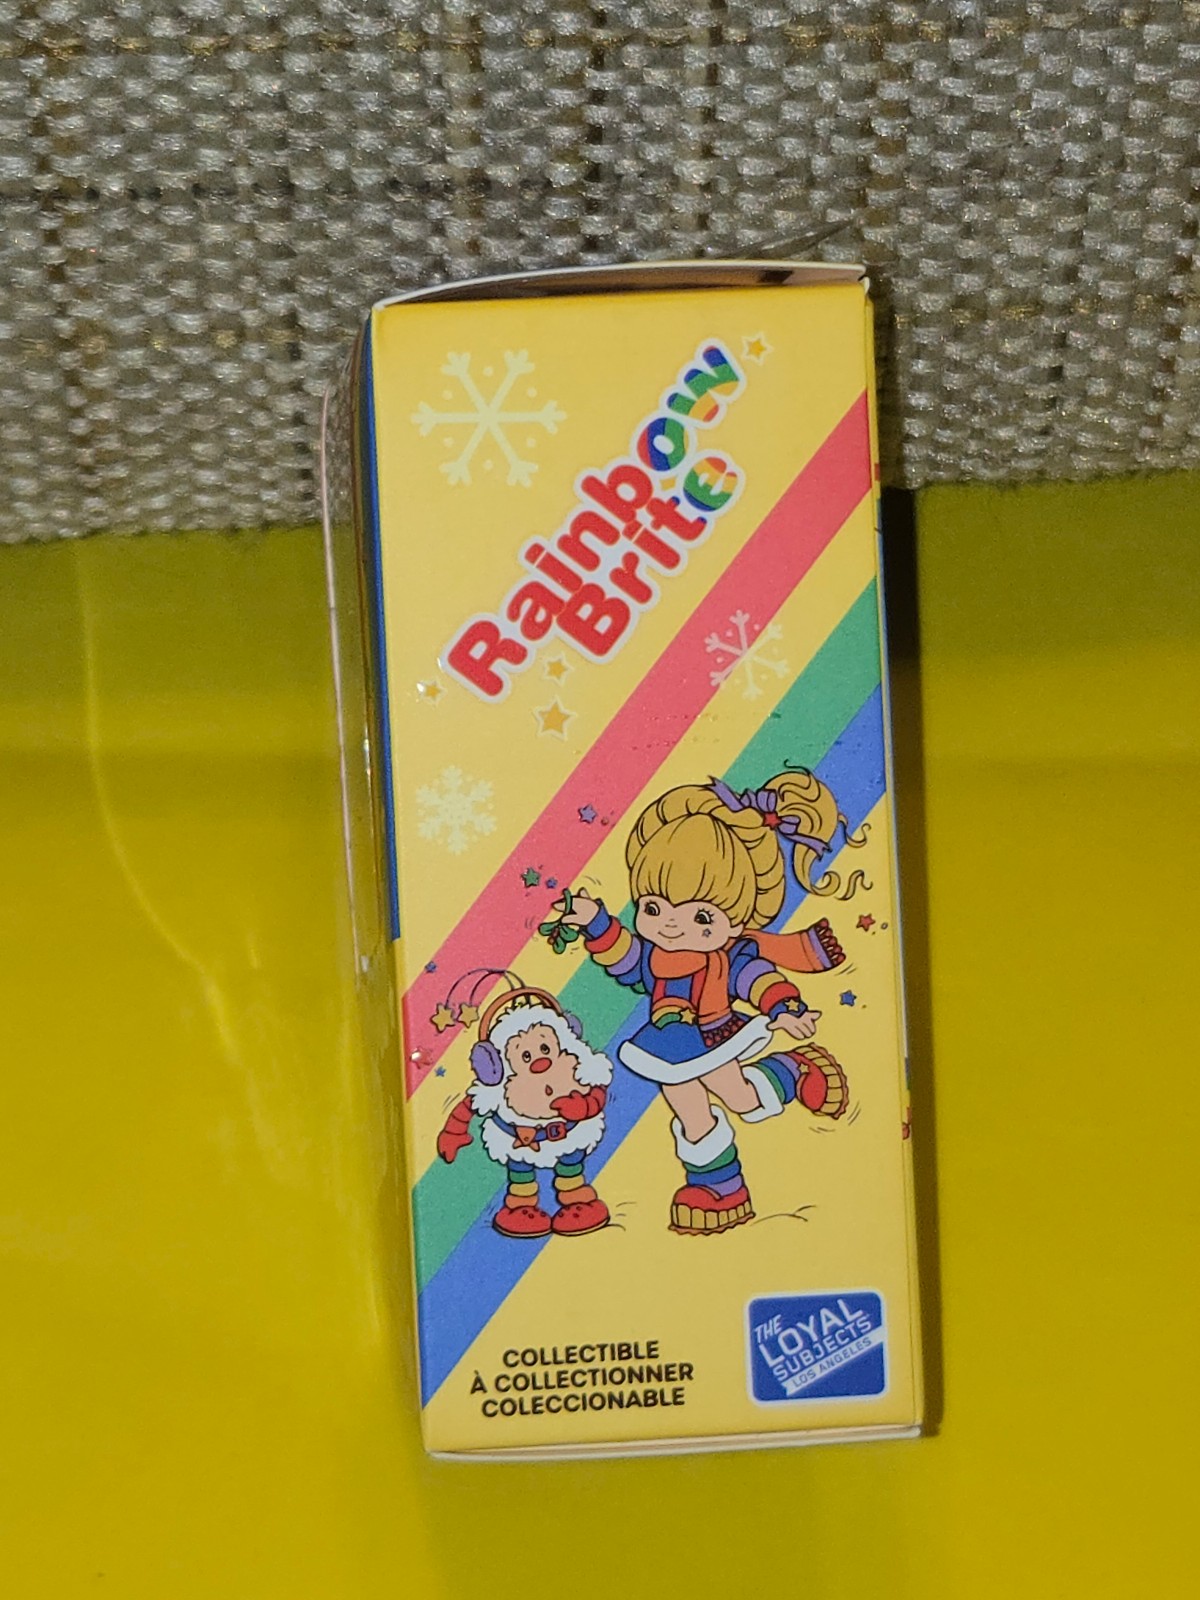 Rainbow
Brite
COLLECTIBLE
À COLLECTIONNER
COLECCIONABLE
THE
LOYAL
SUBJECTS
LOS ANGELES